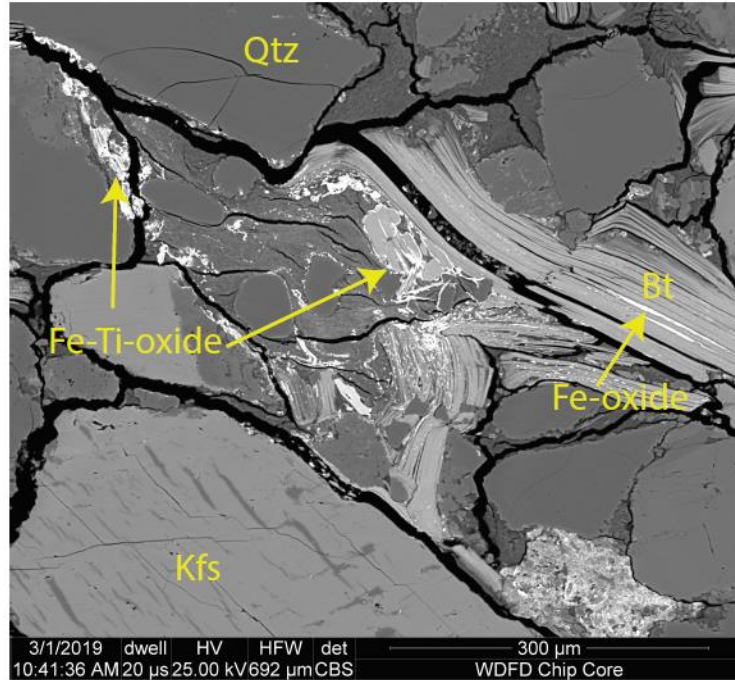 Qtz
Bt
Fe-Ti-oxide
Fe-oxide
Kfs
3/1/2019 dwell HV HFW det 300 µm
10:41:36 AM 20 µs 25.00 kV 692 µm CBS WDFD Chip Core